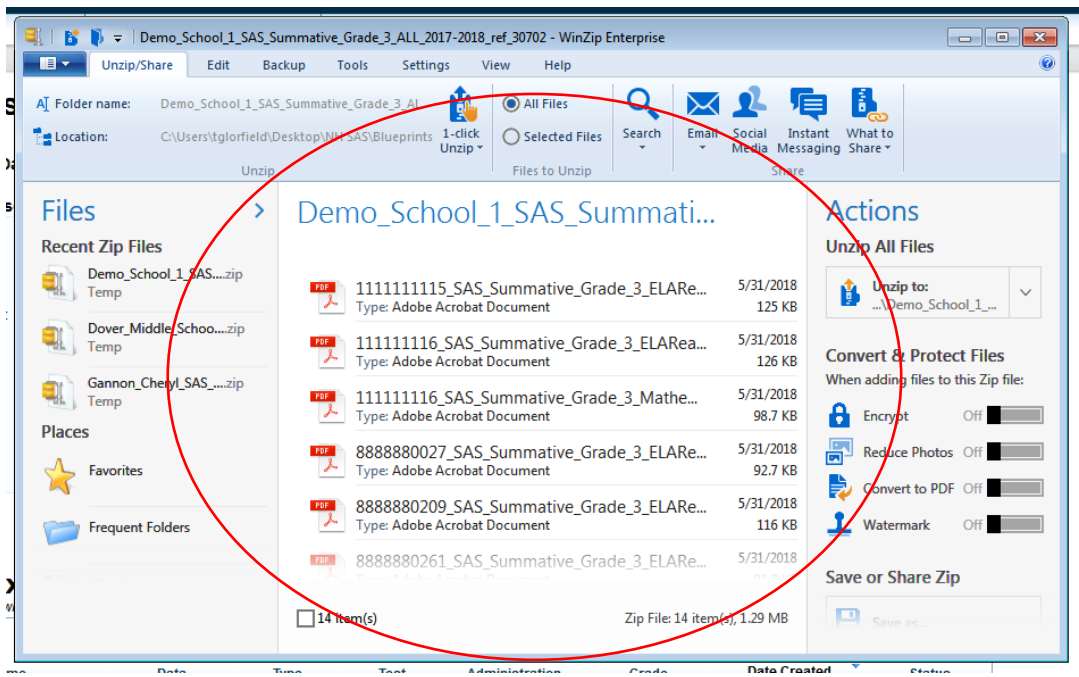 Demo_School_1_SAS_Summative_Grade_3_ALL_2017-2018_ref_30702 - WinZip Enterprise
Unzip/Share Edit Backup Tools Settings View Help
Folder name: Demo_School_1_SAS_Summative_Grade_3_AL...
Location: C:\Users\tglorfield\Desktop\NH SAS\Blueprints
1-click Unzip
Unzip
All Files
Selected Files
Files to Unzip
Search
Email
Social Media
Instant Messaging
What to Share
Share
Files
Recent Zip Files
Demo_School_1_SAS....zip
Temp
Dover_Middle_Schoo....zip
Temp
Gannon_Cheryl_SAS_....zip
Temp
Places
Favorites
Frequent Folders
Demo_School_1_SAS_Summati...
1111111115_SAS_Summative_Grade_3_ELARe... 5/31/2018
Type: Adobe Acrobat Document 125 KB
111111116_SAS_Summative_Grade_3_ELARea... 5/31/2018
Type: Adobe Acrobat Document 126 KB
111111116_SAS_Summative_Grade_3_Mathe... 5/31/2018
Type: Adobe Acrobat Document 98.7 KB
8888880027_SAS_Summative_Grade_3_ELARe... 5/31/2018
Type: Adobe Acrobat Document 92.7 KB
8888880209_SAS_Summative_Grade_3_ELARe... 5/31/2018
Type: Adobe Acrobat Document 116 KB
8888880261_SAS_Summative_Grade_3_ELARe... 5/31/2018
14 item(s)
Zip File: 14 item(s), 1.29 MB
Actions
Unzip All Files
Unzip to:
...\Demo_School_1_...
Convert & Protect Files
When adding files to this Zip file:
Encrypt Off
Reduce Photos Off
Convert to PDF Off
Watermark Off
Save or Share Zip
Save as...
Date Type Test Administration Grade Date Created Status